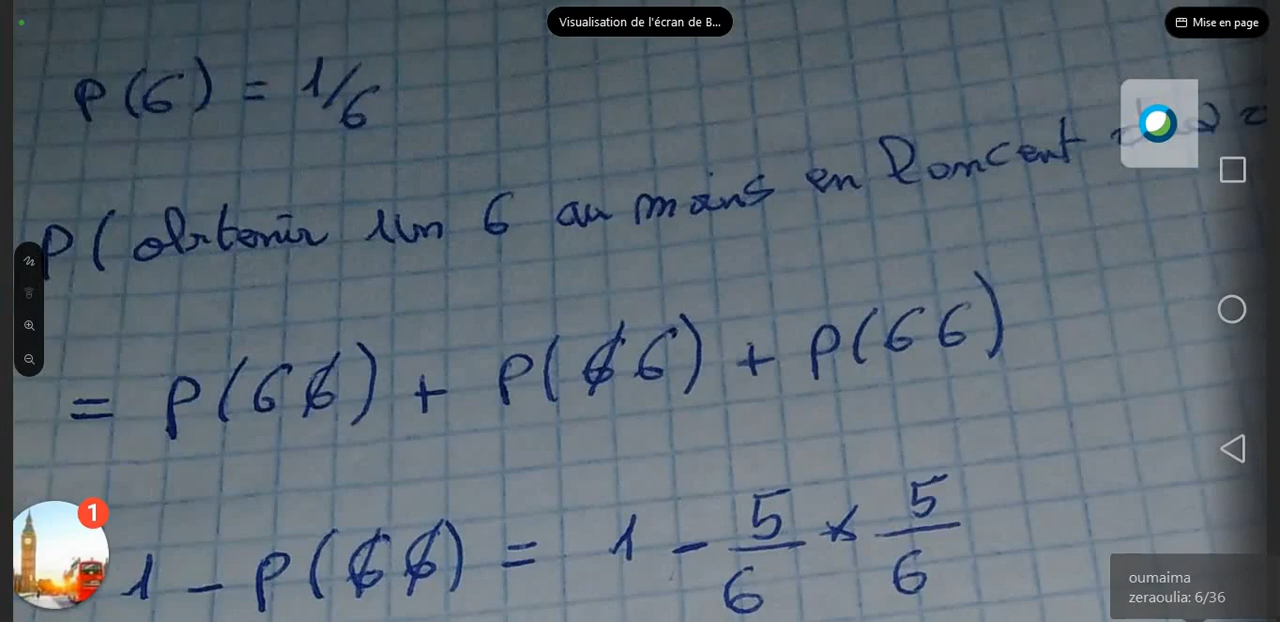 Visualisation de l'écran de B...
Mise en page
P(6) = 1/6
P( obtenir un 6 au moins en loncent
= P(6 6̸) + P(6̸ 6) + P(6 6)
1 - P(6̸ 6̸) = 1 - 5/6 × 5/6
1
oumaima
zeraoulia: 6/36